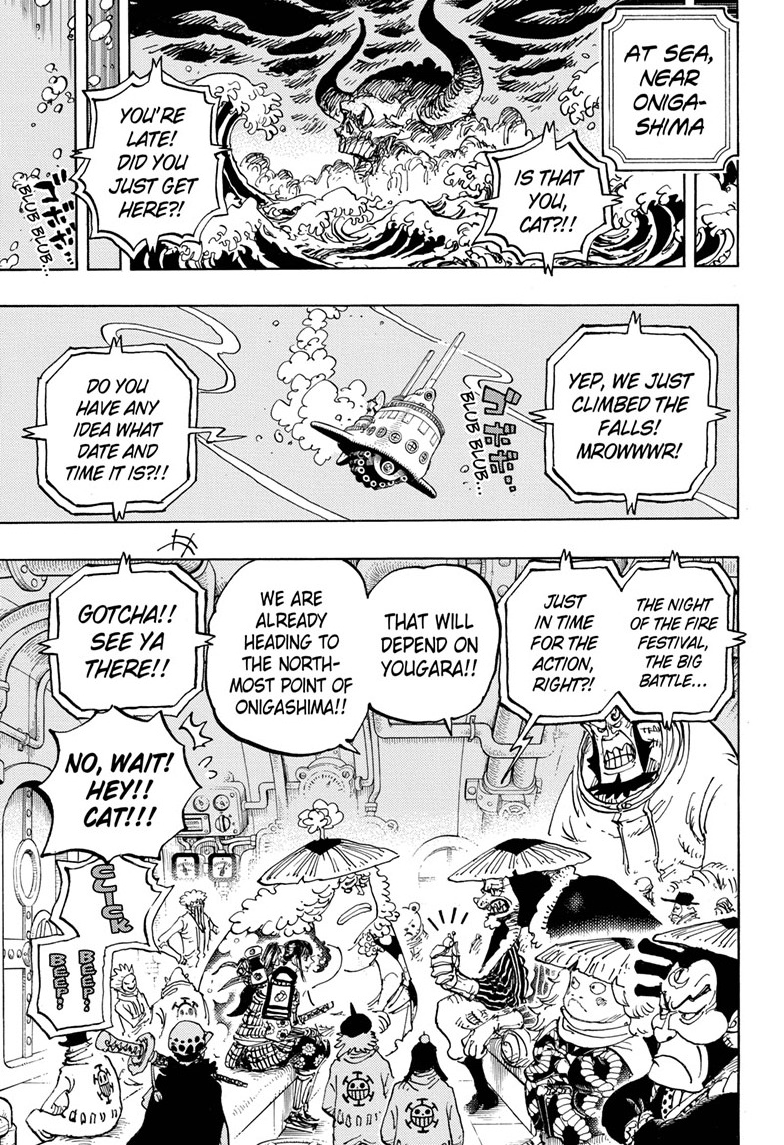 AT SEA,
NEAR
ONIGA-
SHIMA
IS THAT
YOU,
CAT?!!
YOU'RE
LATE!
DID YOU
JUST GET
HERE?!
BLUB BLUB...
YEP, WE JUST
CLIMBED THE
FALLS!
MROWWWR!
BLUB BLUB...
DO YOU
HAVE ANY
IDEA WHAT
DATE AND
TIME IT IS?!!
THE NIGHT
OF THE FIRE
FESTIVAL,
THE BIG
BATTLE...
JUST
IN TIME
FOR THE
ACTION,
RIGHT?!
THAT WILL
DEPEND ON
YOUGARA!!
WE ARE
ALREADY
HEADING TO
THE NORTH-
MOST POINT OF
ONIGASHIMA!!
GOTCHA!!
SEE YA
THERE!!
NO, WAIT!
HEY!!
CAT!!!
CLICK
BEEP...
BEEP...